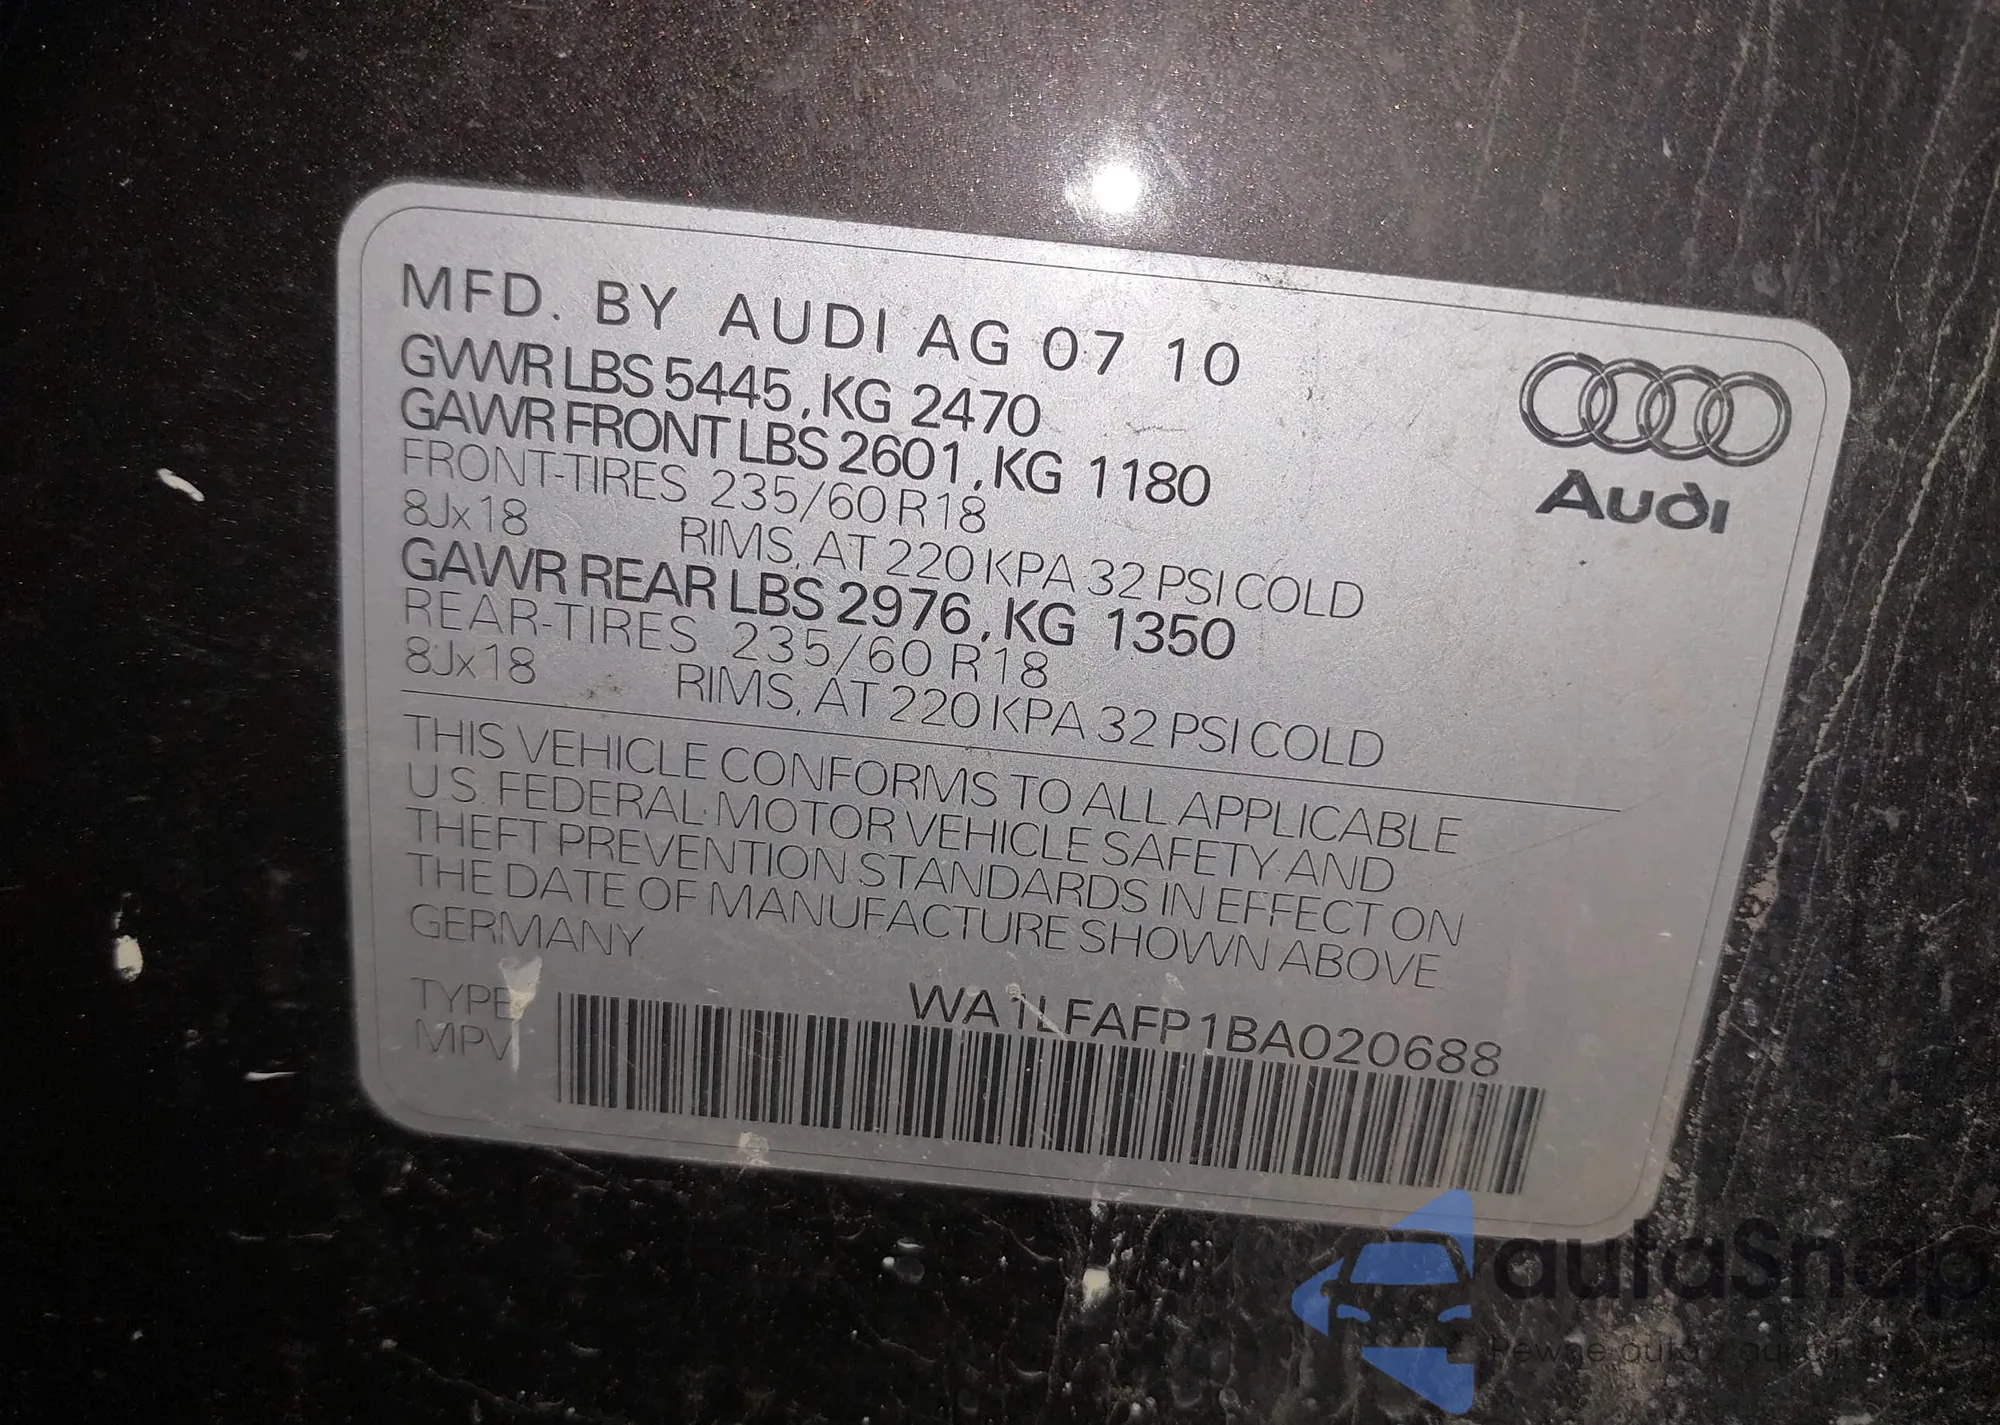 MFD. BY AUDI AG 07 10
GVWR LBS 5445, KG 2470
GAWR FRONT LBS 2601, KG 1180
FRONT-TIRES 235/60 R18
8Jx18 RIMS, AT 220 KPA 32 PSI COLD
GAWR REAR LBS 2976, KG 1350
REAR-TIRES 235/60 R18
8Jx18 RIMS, AT 220 KPA 32 PSI COLD
Audi
THIS VEHICLE CONFORMS TO ALL APPLICABLE
U.S. FEDERAL MOTOR VEHICLE SAFETY AND
THEFT PREVENTION STANDARDS IN EFFECT ON
THE DATE OF MANUFACTURE SHOWN ABOVE.
GERMANY
WA1LFAFP1BA020688
TYPE
MPV
autaSnap
Pewne auta z